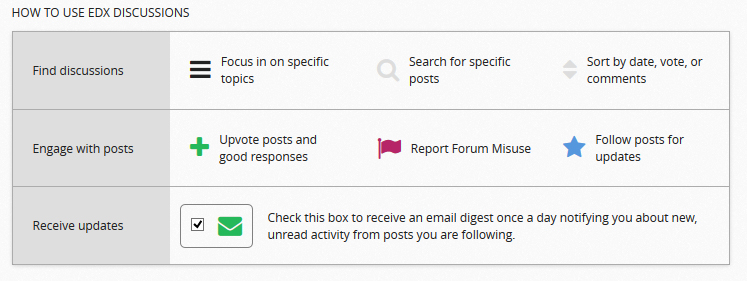 HOW TO USE EDX DISCUSSIONS
Find discussions
Focus in on specific
topics
Search for specific
posts
Sort by date, vote, or
comments
Engage with posts
Upvote posts and
good responses
Report Forum Misuse
Follow posts for
updates
Receive updates
Check this box to receive an email digest once a day notifying you about new,
unread activity from posts you are following.